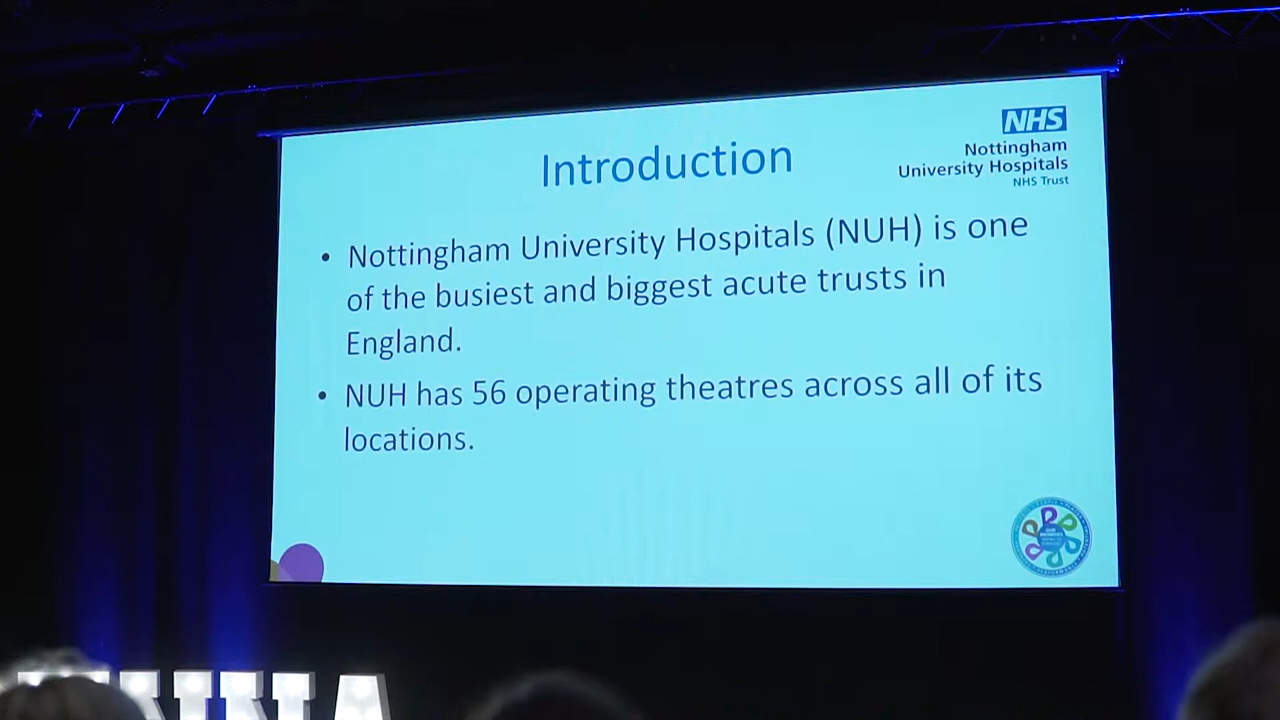 Introduction
NHS
Nottingham
University Hospitals
NHS Trust
• Nottingham University Hospitals (NUH) is one
of the busiest and biggest acute trusts in
England.
• NUH has 56 operating theatres across all of its
locations.